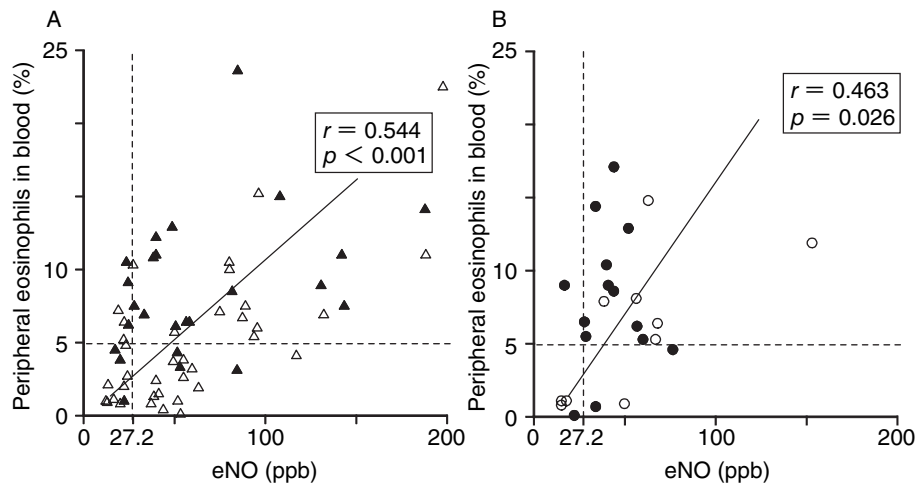 A
Peripheral eosinophils in blood (%)
25
10
5
0
r = 0.544
p < 0.001
0
27.2
100
200
eNO (ppb)
B
Peripheral eosinophils in blood (%)
25
10
5
0
r = 0.463
p = 0.026
0
27.2
100
200
eNO (ppb)